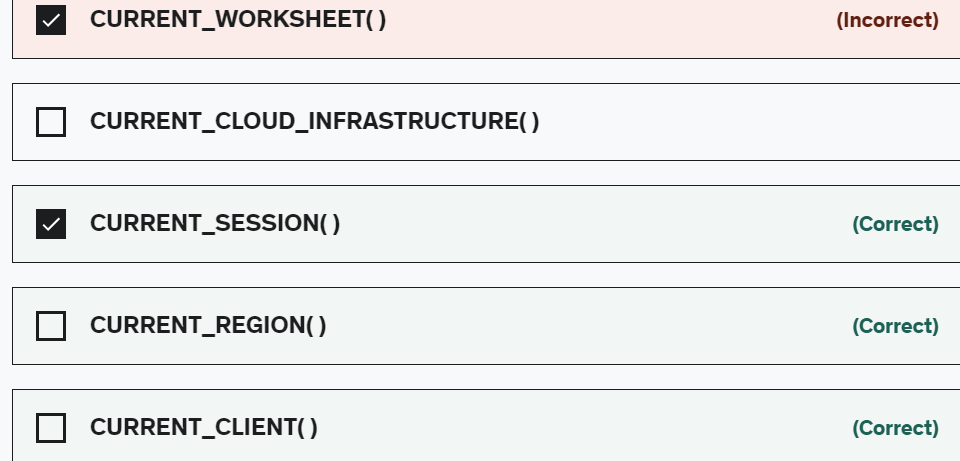 CURRENT_WORKSHEET( ) (Incorrect)
CURRENT_CLOUD_INFRASTRUCTURE( )
CURRENT_SESSION( ) (Correct)
CURRENT_REGION( ) (Correct)
CURRENT_CLIENT( ) (Correct)